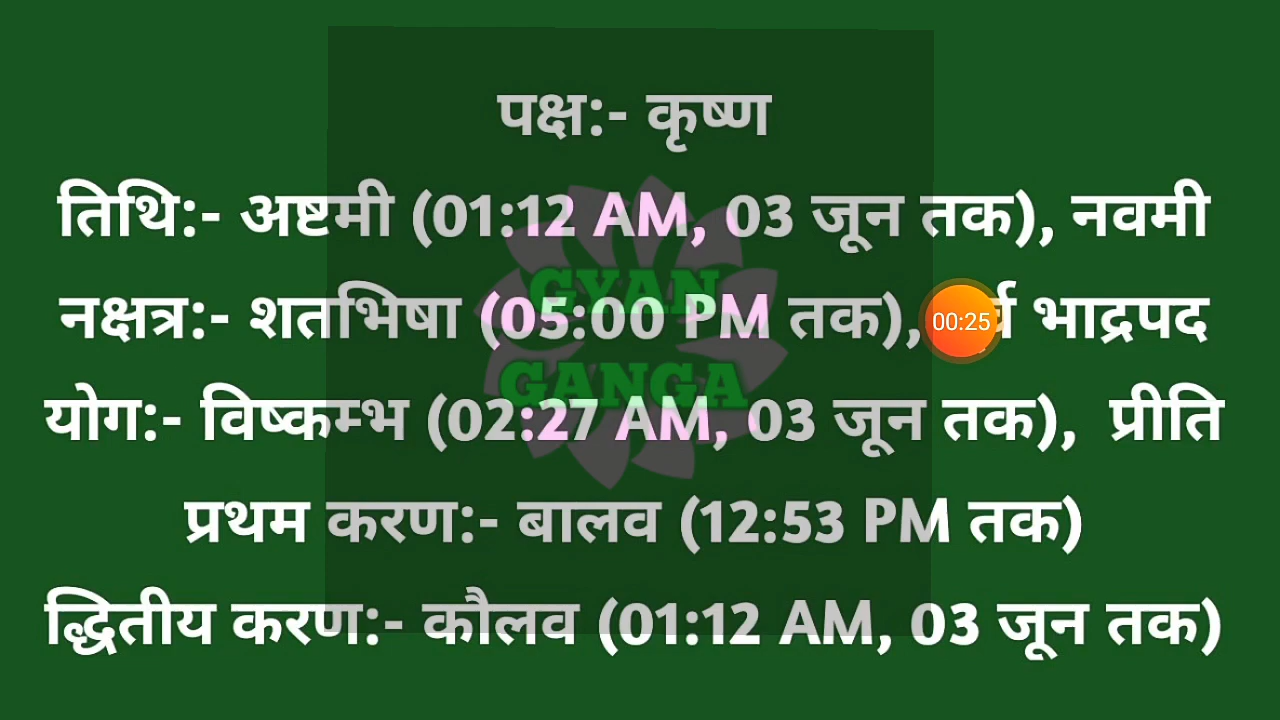 पक्ष:- कृष्ण
तिथि:- अष्टमी (01:12 AM, 03 जून तक), नवमी
नक्षत्र:- शतभिषा (05:00 PM तक), भाद्रपद
00:25
GYAN
GANGA
योग:- विष्कम्भ (02:27 AM, 03 जून तक), प्रीति
प्रथम करण:- बालव (12:53 PM तक)
द्धितीय करण:- कौलव (01:12 AM, 03 जून तक)